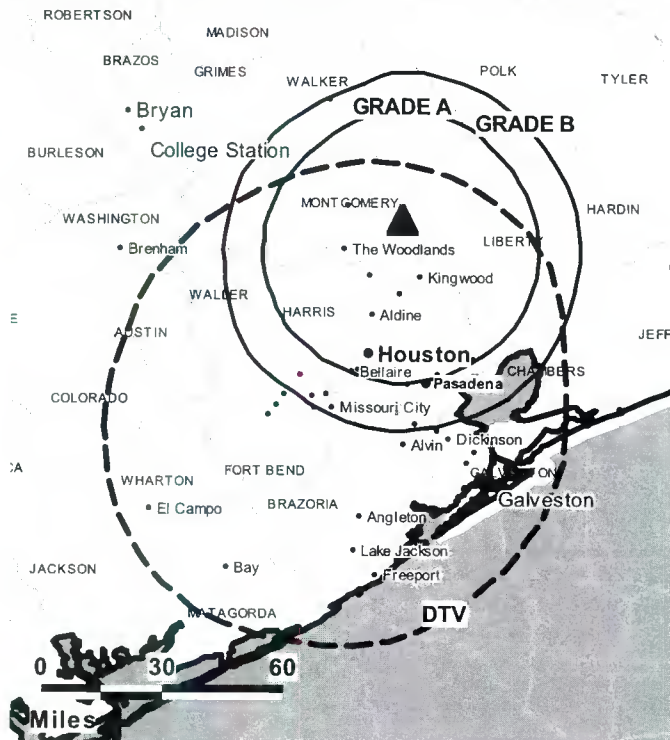 ROBERTSON
MADISON
BRAZOS
GRIMES
WALKER
POLK
TYLER
GRADE A
Bryan
GRADE B
College Station
BURLESON
MONTGOMERY
HARDIN
WASHINGTON
Brenham
The Woodlands
LIBERTY
Kingwood
WALLER
HARRIS
Aldine
E
AUSTIN
JEFF
Houston
Bellaire
CHAMBERS
Pasadena
COLORADO
Missouri City
Alvin
Dickinson
CA
FORT BEND
GALVESTON
WHARTON
Galveston
El Campo
BRAZORIA
Angleton
Lake Jackson
JACKSON
Bay
Freeport
MATAGORDA
DTV
0 30 60
Miles